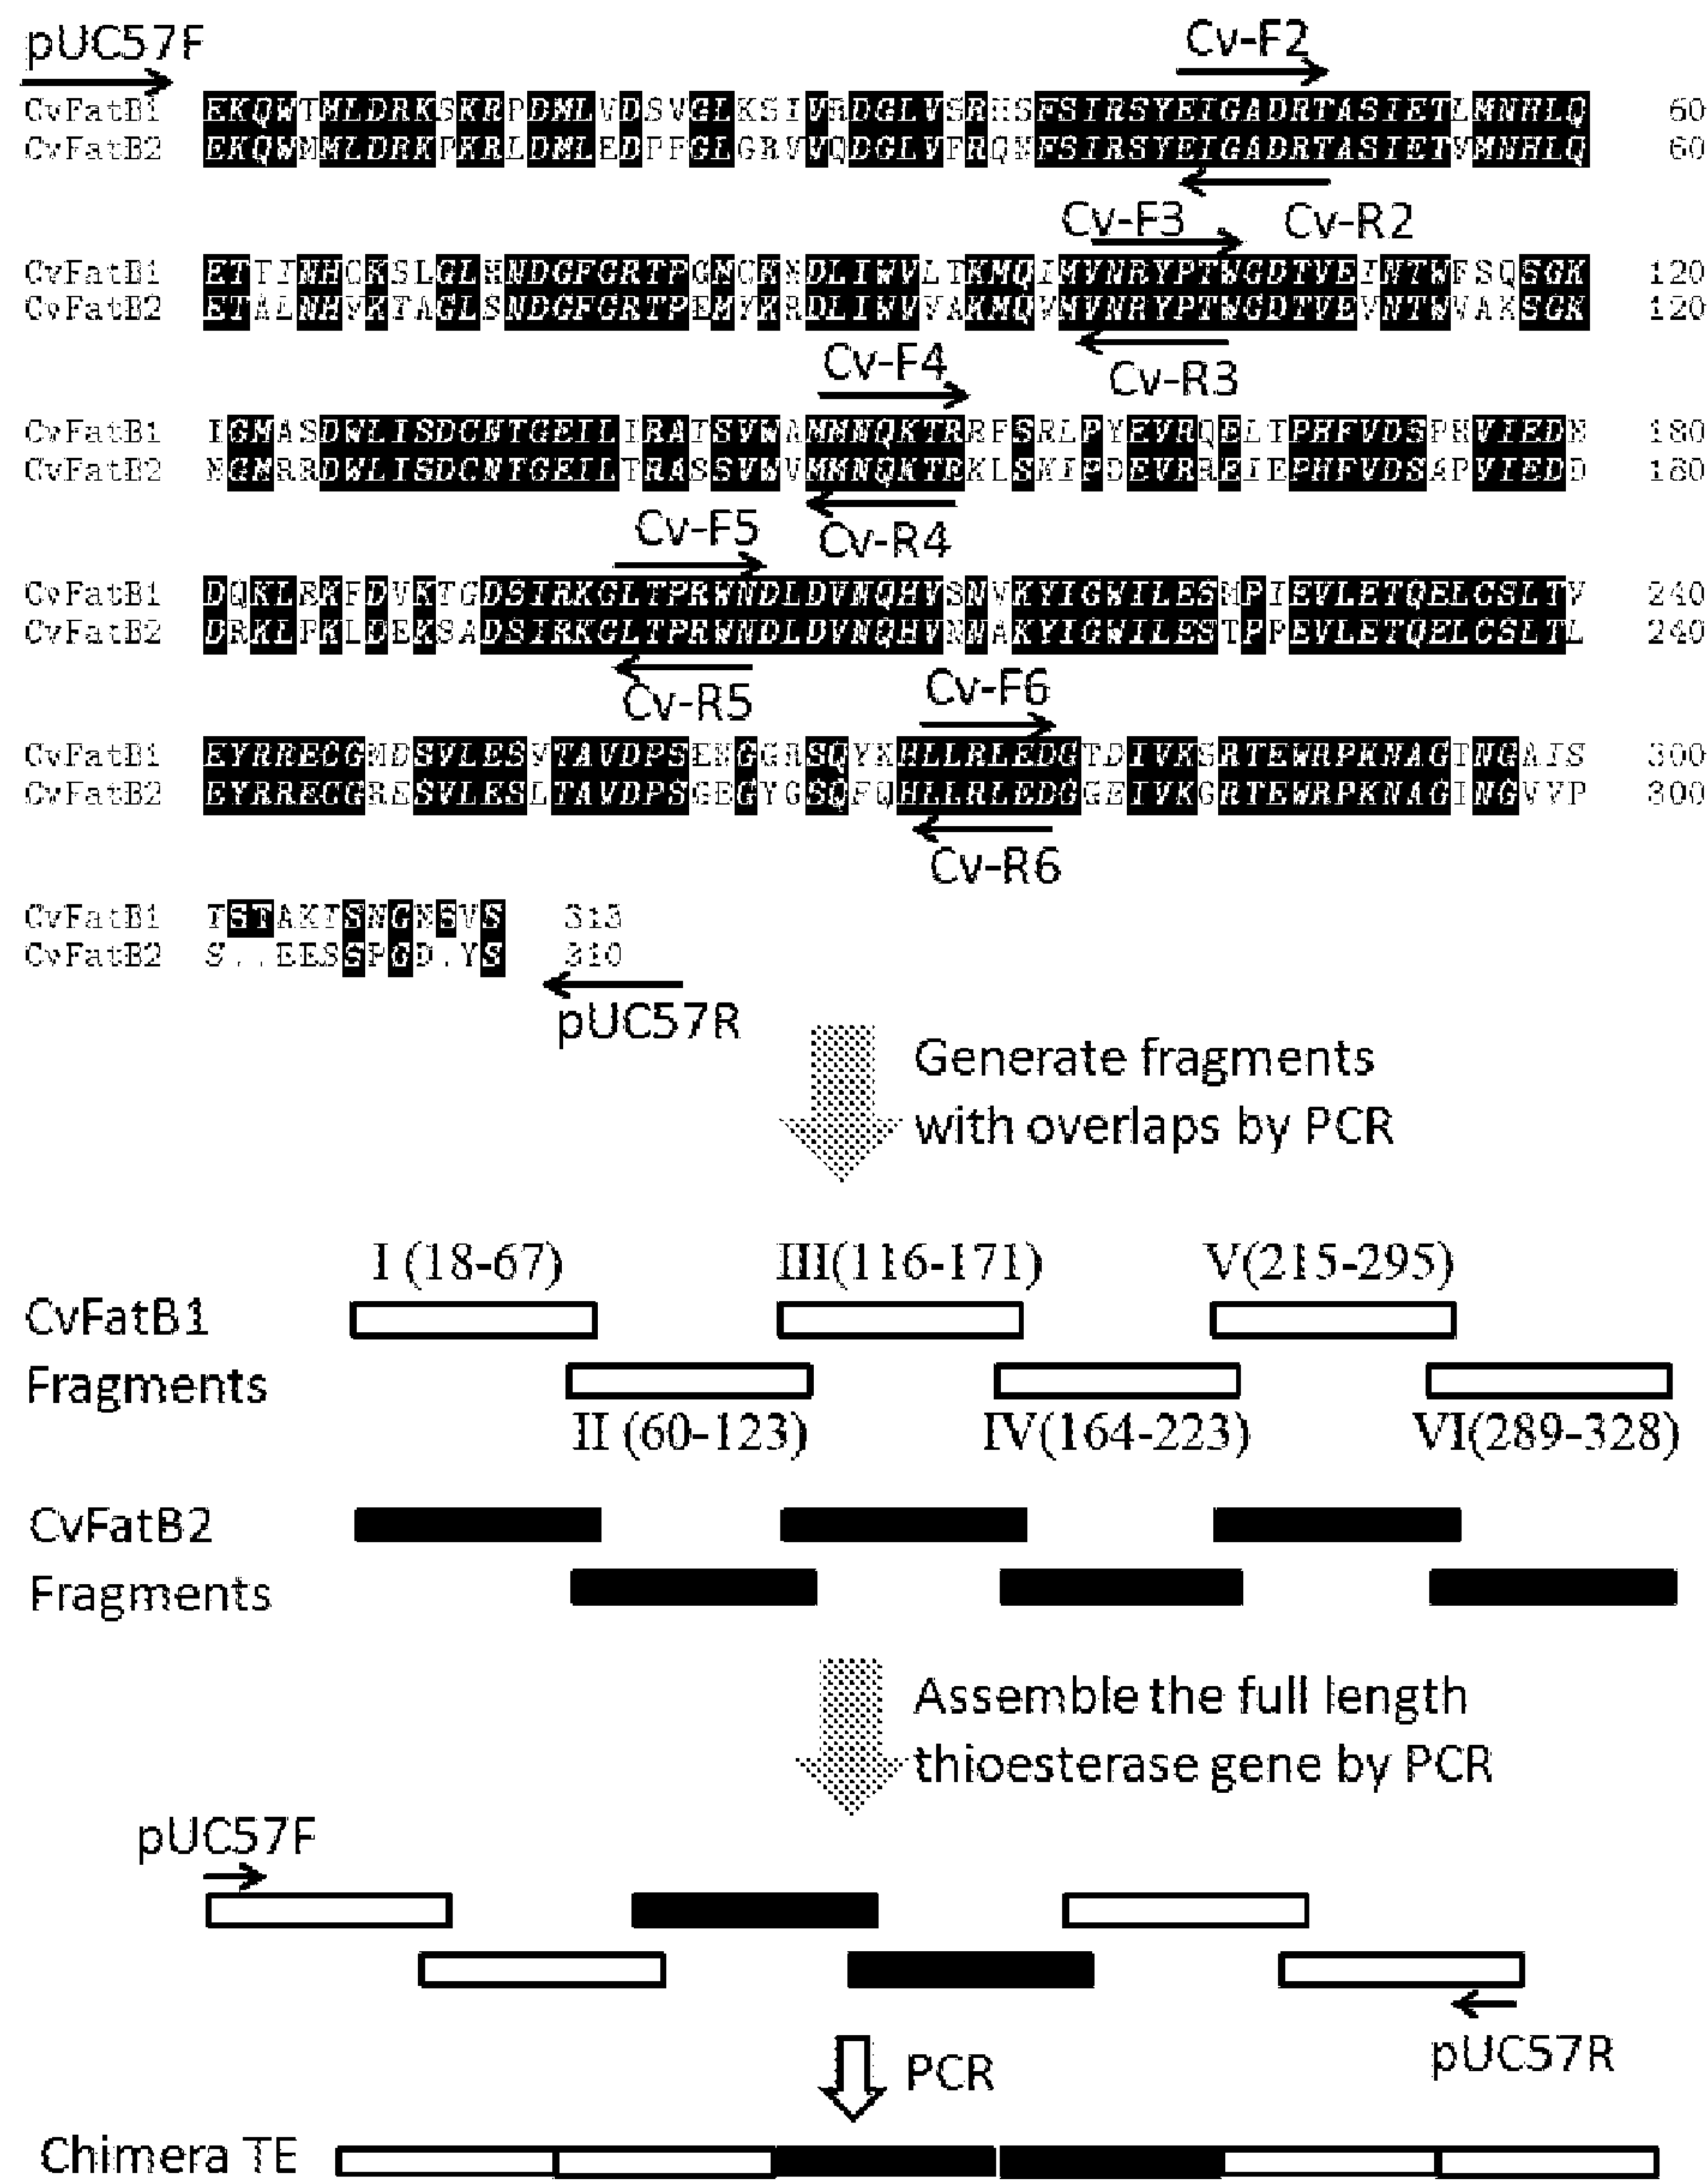 pUC57F
Cv-F2
CvFatB1 EKQWTMLDRKSKRPDMLVDSVGLKSIVRDGLVSRHSFSIRSYEIGADRTASIETLMNHLQ 60
CvFatB2 EKQWMMLDRKPKRLDMLEDPFGLGRVVQDGLVFRQNFSIRSYEIGADRTASIETVMNHLQ 60
Cv-F3 Cv-R2
CvFatB1 ETTINHCKSLGLHNDGFGRTPGMCKNDLIWVLTKMQIMVNRYPTWGDTVEINTWFSQSGK 120
CvFatB2 ETALNHVKTAGLSNDGFGRTPEMYKRDLIWVVAKMQVMVNRYPTWGDTVEVNTWVAKSGK 120
Cv-F4 Cv-R3
CvFatB1 IGMASDWLISDCNTGEILIRATSVWAMMNQKTRRFSRLPYEVRQELTPHFVDSPHVIEDN 180
CvFatB2 NGMRRDWLISDCNTGEILTRASSVWVMMNQKTRKLSKIPDEVRREIEPHFVDSAPVIEDD 180
Cv-F5 Cv-R4
CvFatB1 DQKLRKFDVKTGDSIRKGLTPRWNDLDVNQHVSNVKYIGWILESMPIEVLETQELCSLTV 240
CvFatB2 DRKLPKLDEKSADSIRKGLTPRWNDLDVNQHVNNAKYIGWILESTPPEVLETQELCSLTL 240
Cv-R5 Cv-F6
CvFatB1 EYRRECGMDSVLESVTAVDPSENGGRSQYKHLLRLEDGTDIVKSRTEWRPKNAGTNGAIS 300
CvFatB2 EYRRECGRESVLESLTAVDPSGEGYGSQFQHLLRLEDGGEIVKGRTEWRPKNAGINGVVP 300
Cv-R6
CvFatB1 TSTAKTSNGNSVS 313
CvFatB2 S..EESSPGD.YS 310
pUC57R
Generate fragments
with overlaps by PCR
I (18-67) III(116-171) V(215-295)
CvFatB1
Fragments
II (60-123) IV(164-223) VI(289-328)
CvFatB2
Fragments
Assemble the full length
thioesterase gene by PCR
pUC57F
pUC57R
PCR
Chimera TE